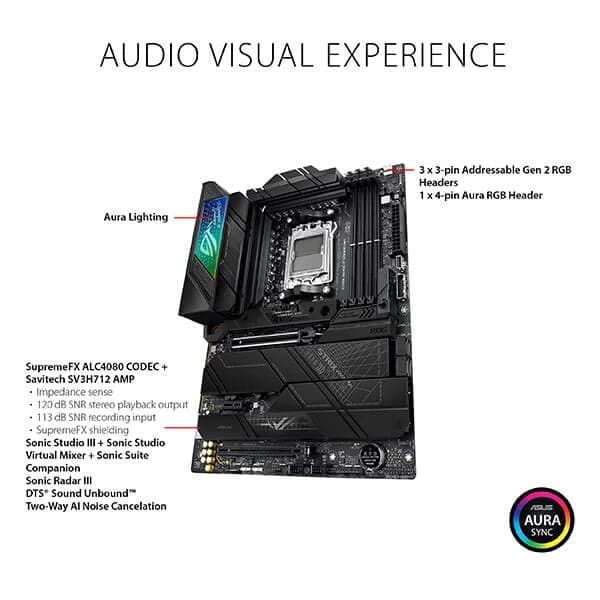 AUDIO VISUAL EXPERIENCE
3 x 3-pin Addressable Gen 2 RGB
Headers
1 x 4-pin Aura RGB Header
Aura Lighting
ROG
STRIX
SupremeFX ALC4080 CODEC +
Savitech SV3H712 AMP
・Impedance sense
・120 dB SNR stereo playback output
・113 dB SNR recording input
・SupremeFX shielding
Sonic Studio III + Sonic Studio
Virtual Mixer + Sonic Suite
Companion
Sonic Radar III
DTS® Sound Unbound™
Two-Way AI Noise Cancelation
ASUS
AURA
SYNC